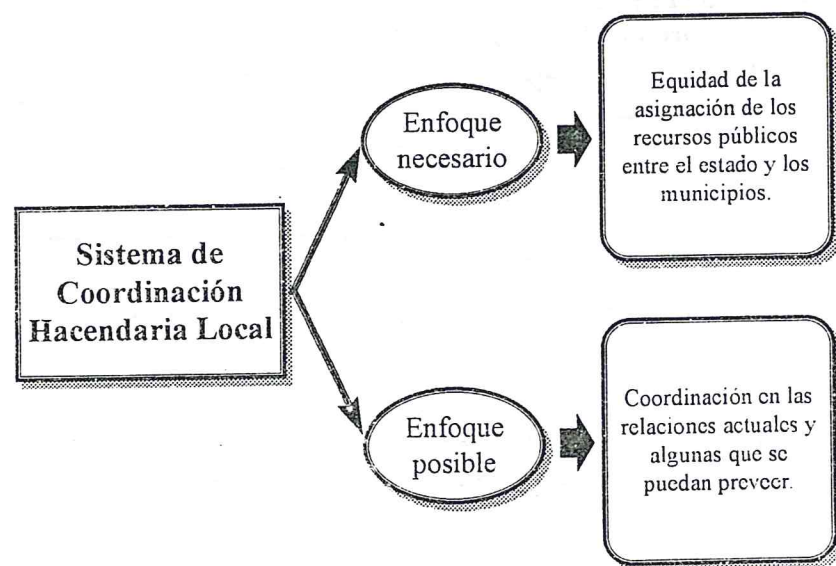 Sistema de
Coordinación
Hacendaria Local
Enfoque
necesario
Equidad de la
asignación de los
recursos públicos
entre el estado y los
municipios.
Enfoque
posible
Coordinación en las
relaciones actuales y
algunas que se
puedan preveer.